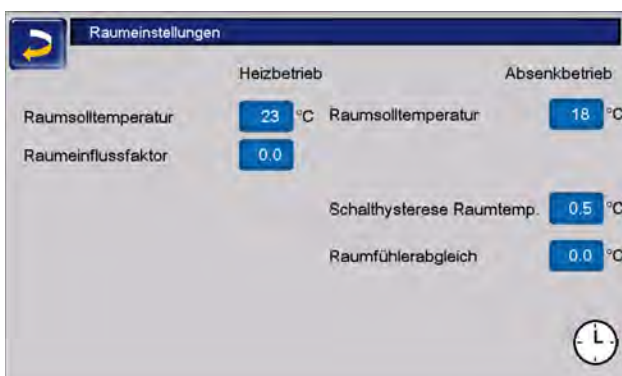 Raumeinstellungen
Heizbetrieb Absenkbetrieb
Raumsolltemperatur 23 °C Raumsolltemperatur 18 °C
Raumeinflussfaktor 0.0
Schalthysterese Raumtemp. 0.5 °C
Raumfühlerabgleich 0.0 °C